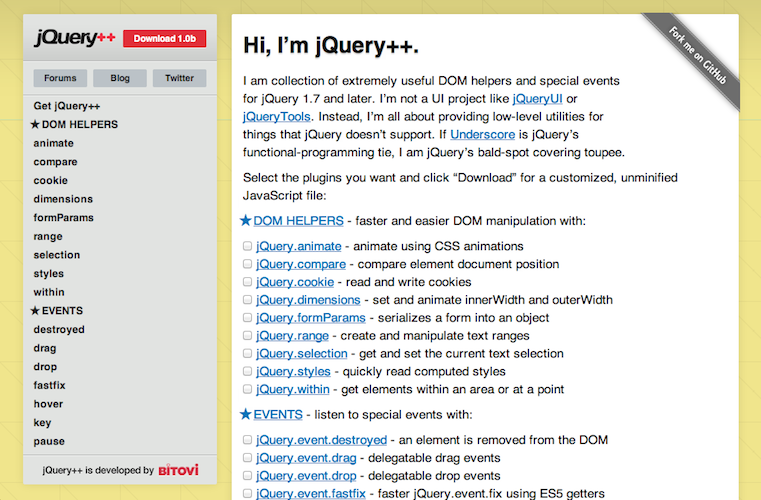 jQuery++
Download 1.0b
Forums
Blog
Twitter
Get jQuery++
★DOM HELPERS
animate
compare
cookie
dimensions
formParams
range
selection
styles
within
★EVENTS
destroyed
drag
drop
fastfix
hover
key
pause
jQuery++ is developed by BITOVI
Hi, I'm jQuery++.
Fork me on GitHub
I am collection of extremely useful DOM helpers and special events
for jQuery 1.7 and later. I'm not a UI project like jQueryUI or
jQueryTools. Instead, I'm all about providing low-level utilities for
things that jQuery doesn't support. If Underscore is jQuery's
functional-programming tie, I am jQuery's bald-spot covering toupee.
Select the plugins you want and click “Download” for a customized, unminified
JavaScript file:
★DOM HELPERS - faster and easier DOM manipulation with:
jQuery.animate - animate using CSS animations
jQuery.compare - compare element document position
jQuery.cookie - read and write cookies
jQuery.dimensions - set and animate innerWidth and outerWidth
jQuery.formParams - serializes a form into an object
jQuery.range - create and manipulate text ranges
jQuery.selection - get and set the current text selection
jQuery.styles - quickly read computed styles
jQuery.within - get elements within an area or at a point
★EVENTS - listen to special events with:
jQuery.event.destroyed - an element is removed from the DOM
jQuery.event.drag - delegatable drag events
jQuery.event.drop - delegatable drop events
jQuery.event.fastfix - faster jQuery.event.fix using ES5 getters